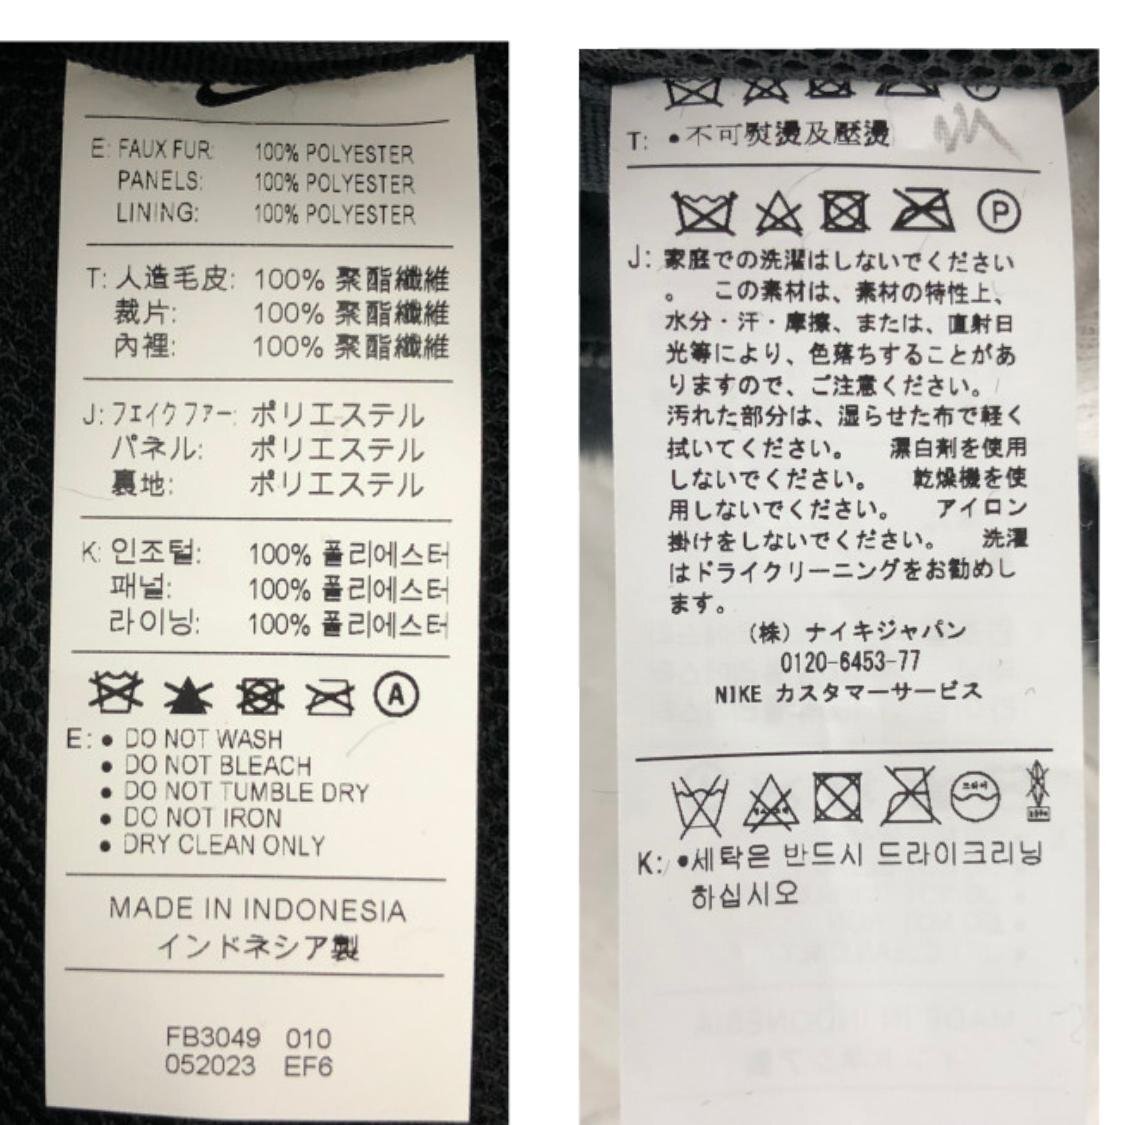 E: FAUX FUR: 100% POLYESTER
PANELS: 100% POLYESTER
LINING: 100% POLYESTER
T: 人造毛皮: 100% 聚酯纖維
裁片: 100% 聚酯纖維
內裡: 100% 聚酯纖維
J: フェイクファー: ポリエステル
パネル: ポリエステル
裏地: ポリエステル
K: 인조털: 100% 폴리에스터
패널: 100% 폴리에스터
라이닝: 100% 폴리에스터
A
E: • DO NOT WASH
• DO NOT BLEACH
• DO NOT TUMBLE DRY
• DO NOT IRON
• DRY CLEAN ONLY
MADE IN INDONESIA
インドネシア製
FB3049 010
052023 EF6
T: •不可熨燙及壓燙
P
J: 家庭での洗濯はしないでください
。 この素材は、素材の特性上、
水分・汗・摩擦、または、直射日
光等により、色落ちすることがあ
りますので、ご注意ください。
汚れた部分は、湿らせた布で軽く
拭いてください。 漂白剤を使用
しないでください。 乾燥機を使
用しないでください。 アイロン
掛けをしないでください。 洗濯
はドライクリーニングをお勧めし
ます。
（株）ナイキジャパン
0120-6453-77
NIKE カスタマーサービス
K: •세탁은 반드시 드라이크리닝
하십시오